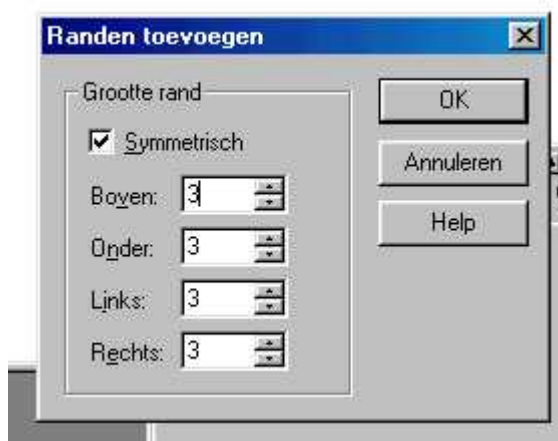 Randen toevoegen
Grootte rand
Symmetrisch
Boven: 3
Onder: 3
Links: 3
Rechts: 3
OK
Annuleren
Help